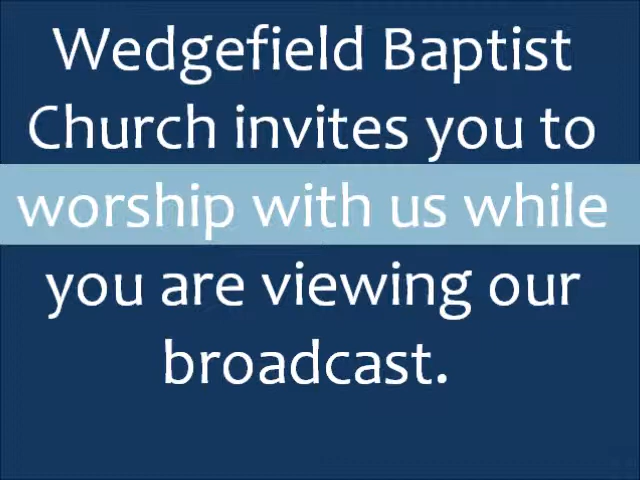 Wedgefield Baptist
Church invites you to
worship with us while
you are viewing our
broadcast.